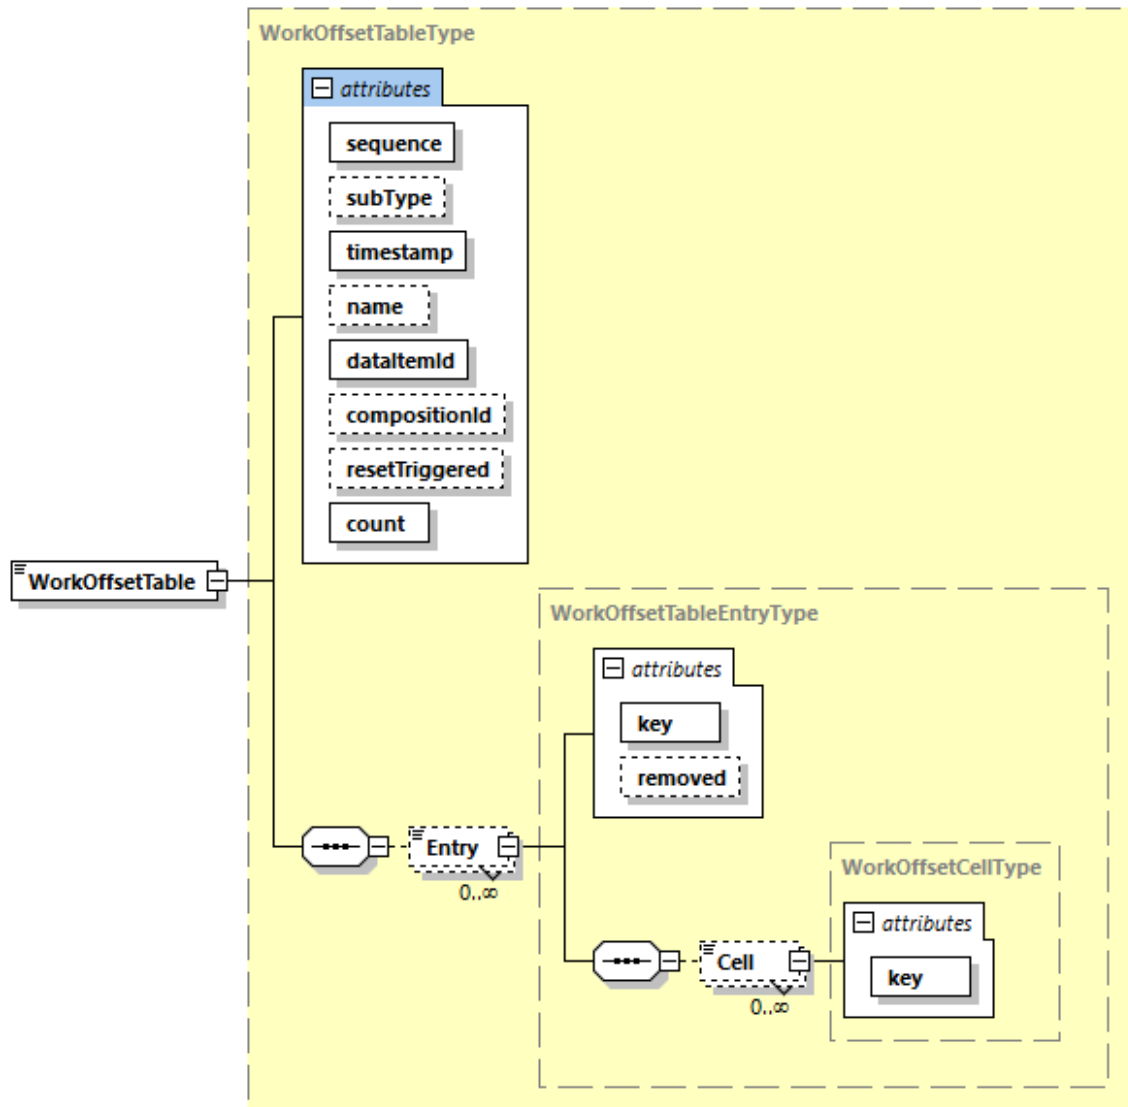 WorkOffsetTableType
attributes
sequence
subType
timestamp
name
dataItemId
compositionId
resetTriggered
count
WorkOffsetTable
WorkOffsetTableEntryType
attributes
key
removed
Entry
0..∞
WorkOffsetCellType
attributes
Cell
key
0..∞